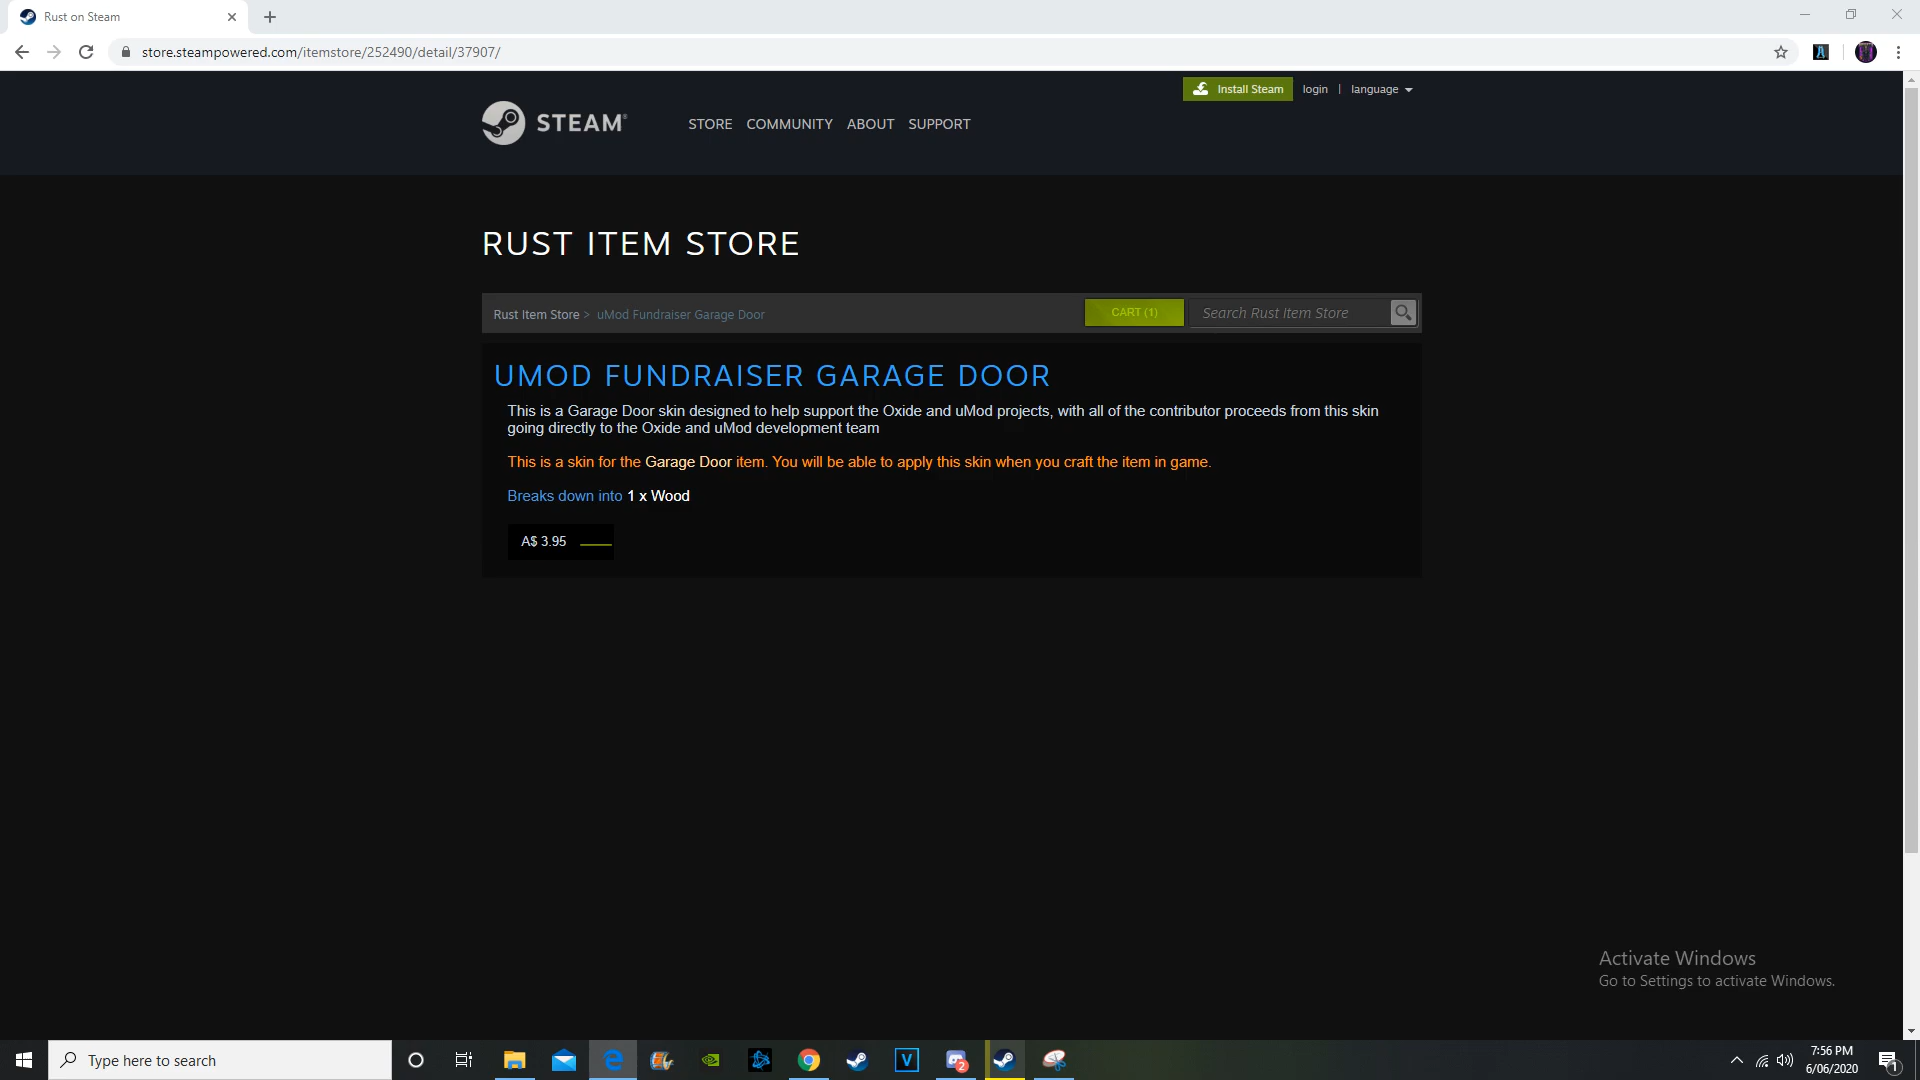 Rust on Steam
store.steampowered.com/itemstore/252490/detail/37907/
Install Steam login | language
STEAM®
STORE COMMUNITY ABOUT SUPPORT
RUST ITEM STORE
Rust Item Store > uMod Fundraiser Garage Door
CART (1)
Search Rust Item Store
UMOD FUNDRAISER GARAGE DOOR
This is a Garage Door skin designed to help support the Oxide and uMod projects, with all of the contributor proceeds from this skin
going directly to the Oxide and uMod development team
This is a skin for the Garage Door item. You will be able to apply this skin when you craft the item in game.
Breaks down into 1 x Wood
A$ 3.95
Activate Windows
Go to Settings to activate Windows.
Type here to search
V
2
7:56 PM
6/06/2020
1